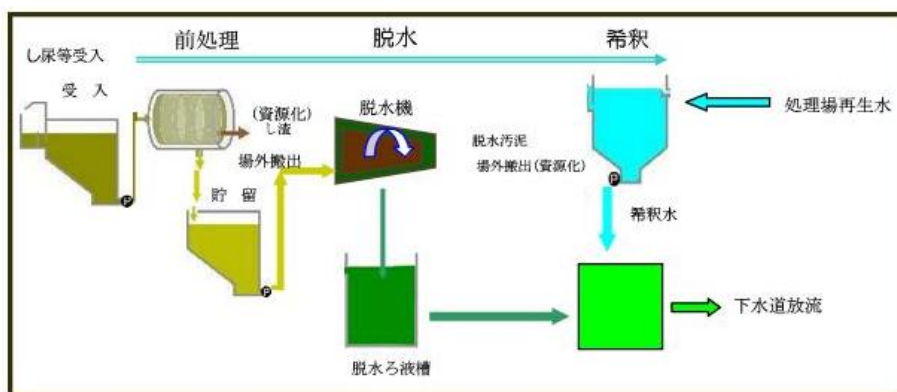 し尿等受入
前処理
脱水
希釈
受 入
(資源化)
し渣
場外搬出
脱水機
脱水汚泥
場外搬出(資源化)
処理場再生水
貯 留
希釈水
下水道放流
脱水ろ液槽
P
P
P